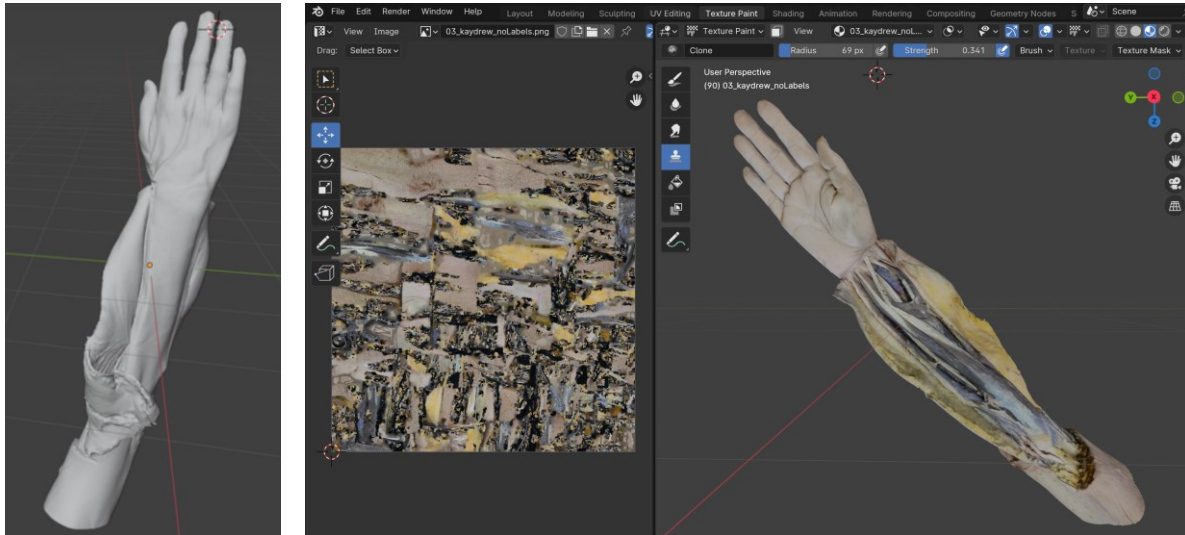 File Edit Render Window Help Layout Modeling Sculpting UV Editing Texture Paint Shading Animation Rendering Compositing Geometry Nodes S Scene
View Image 03_kaydrew_noLabels.png Texture Paint View 03_kaydrew_noL...
Drag: Select Box Clone Radius 69 px Strength 0.341 Brush Texture Texture Mask
User Perspective
(90) 03_kaydrew_noLabels
Y X
Z